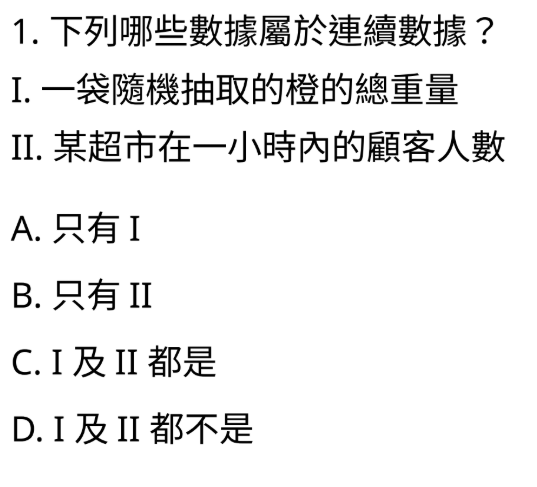 1. 下列哪些數據屬於連續數據？
I. 一袋隨機抽取的橙的總重量
II. 某超市在一小時內的顧客人數
A. 只有 I
B. 只有 II
C. I 及 II 都是
D. I 及 II 都不是